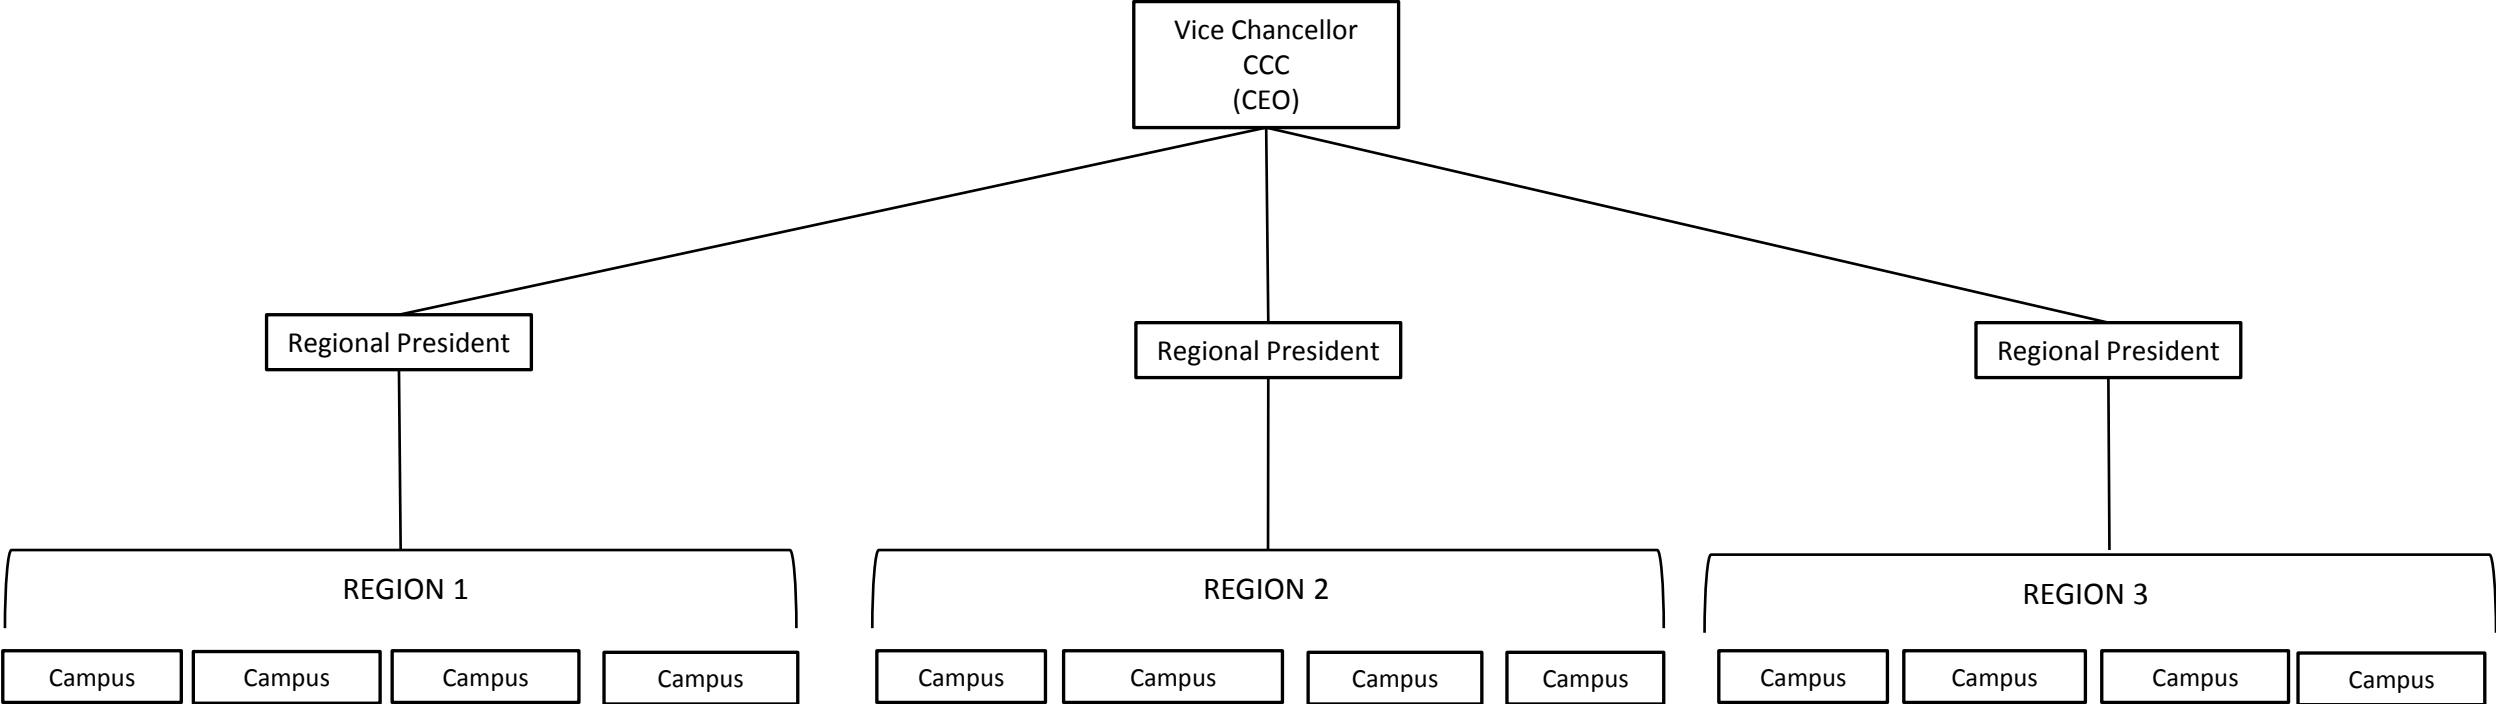 Vice Chancellor
CCC
(CEO)
Regional President
Regional President
Regional President
REGION 1
REGION 2
REGION 3
Campus
Campus
Campus
Campus
Campus
Campus
Campus
Campus
Campus
Campus
Campus
Campus